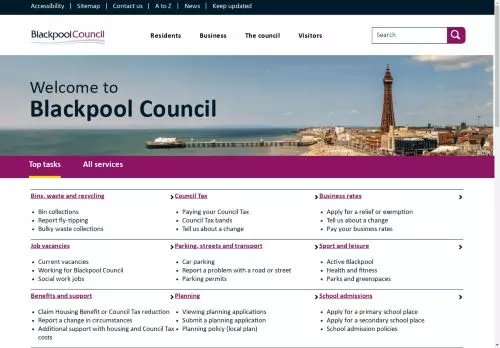 Accessibility | Sitemap | Contact us | A to Z | News | Keep updated
BlackpoolCouncil
Residents Business The council Visitors
Search
Welcome to
Blackpool Council
Top tasks All services
Bins, waste and recycling
Bin collections
Report fly-tipping
Bulky waste collections
Council Tax
Paying your Council Tax
Council Tax bands
Tell us about a change
Business rates
Apply for a relief or exemption
Tell us about a change
Pay your business rates
Job vacancies
Current vacancies
Working for Blackpool Council
Social work jobs
Parking, streets and transport
Car parking
Report a problem with a road or street
Parking permits
Sport and leisure
Active Blackpool
Health and fitness
Parks and greenspaces
Benefits and support
Claim Housing Benefit or Council Tax reduction
Report a change in circumstances
Additional support with housing and Council Tax
costs
Planning
Viewing planning applications
Submit a planning application
Planning policy (local plan)
School admissions
Apply for a primary school place
Apply for a secondary school place
School admission policies